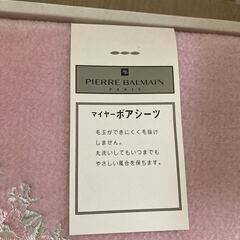 PIERRE BALMAIN
PARIS
マイヤーボアシーツ
毛玉ができにくく毛抜け
しません。
丸洗いしてもいつまでも
やさしい風合を保ちます。